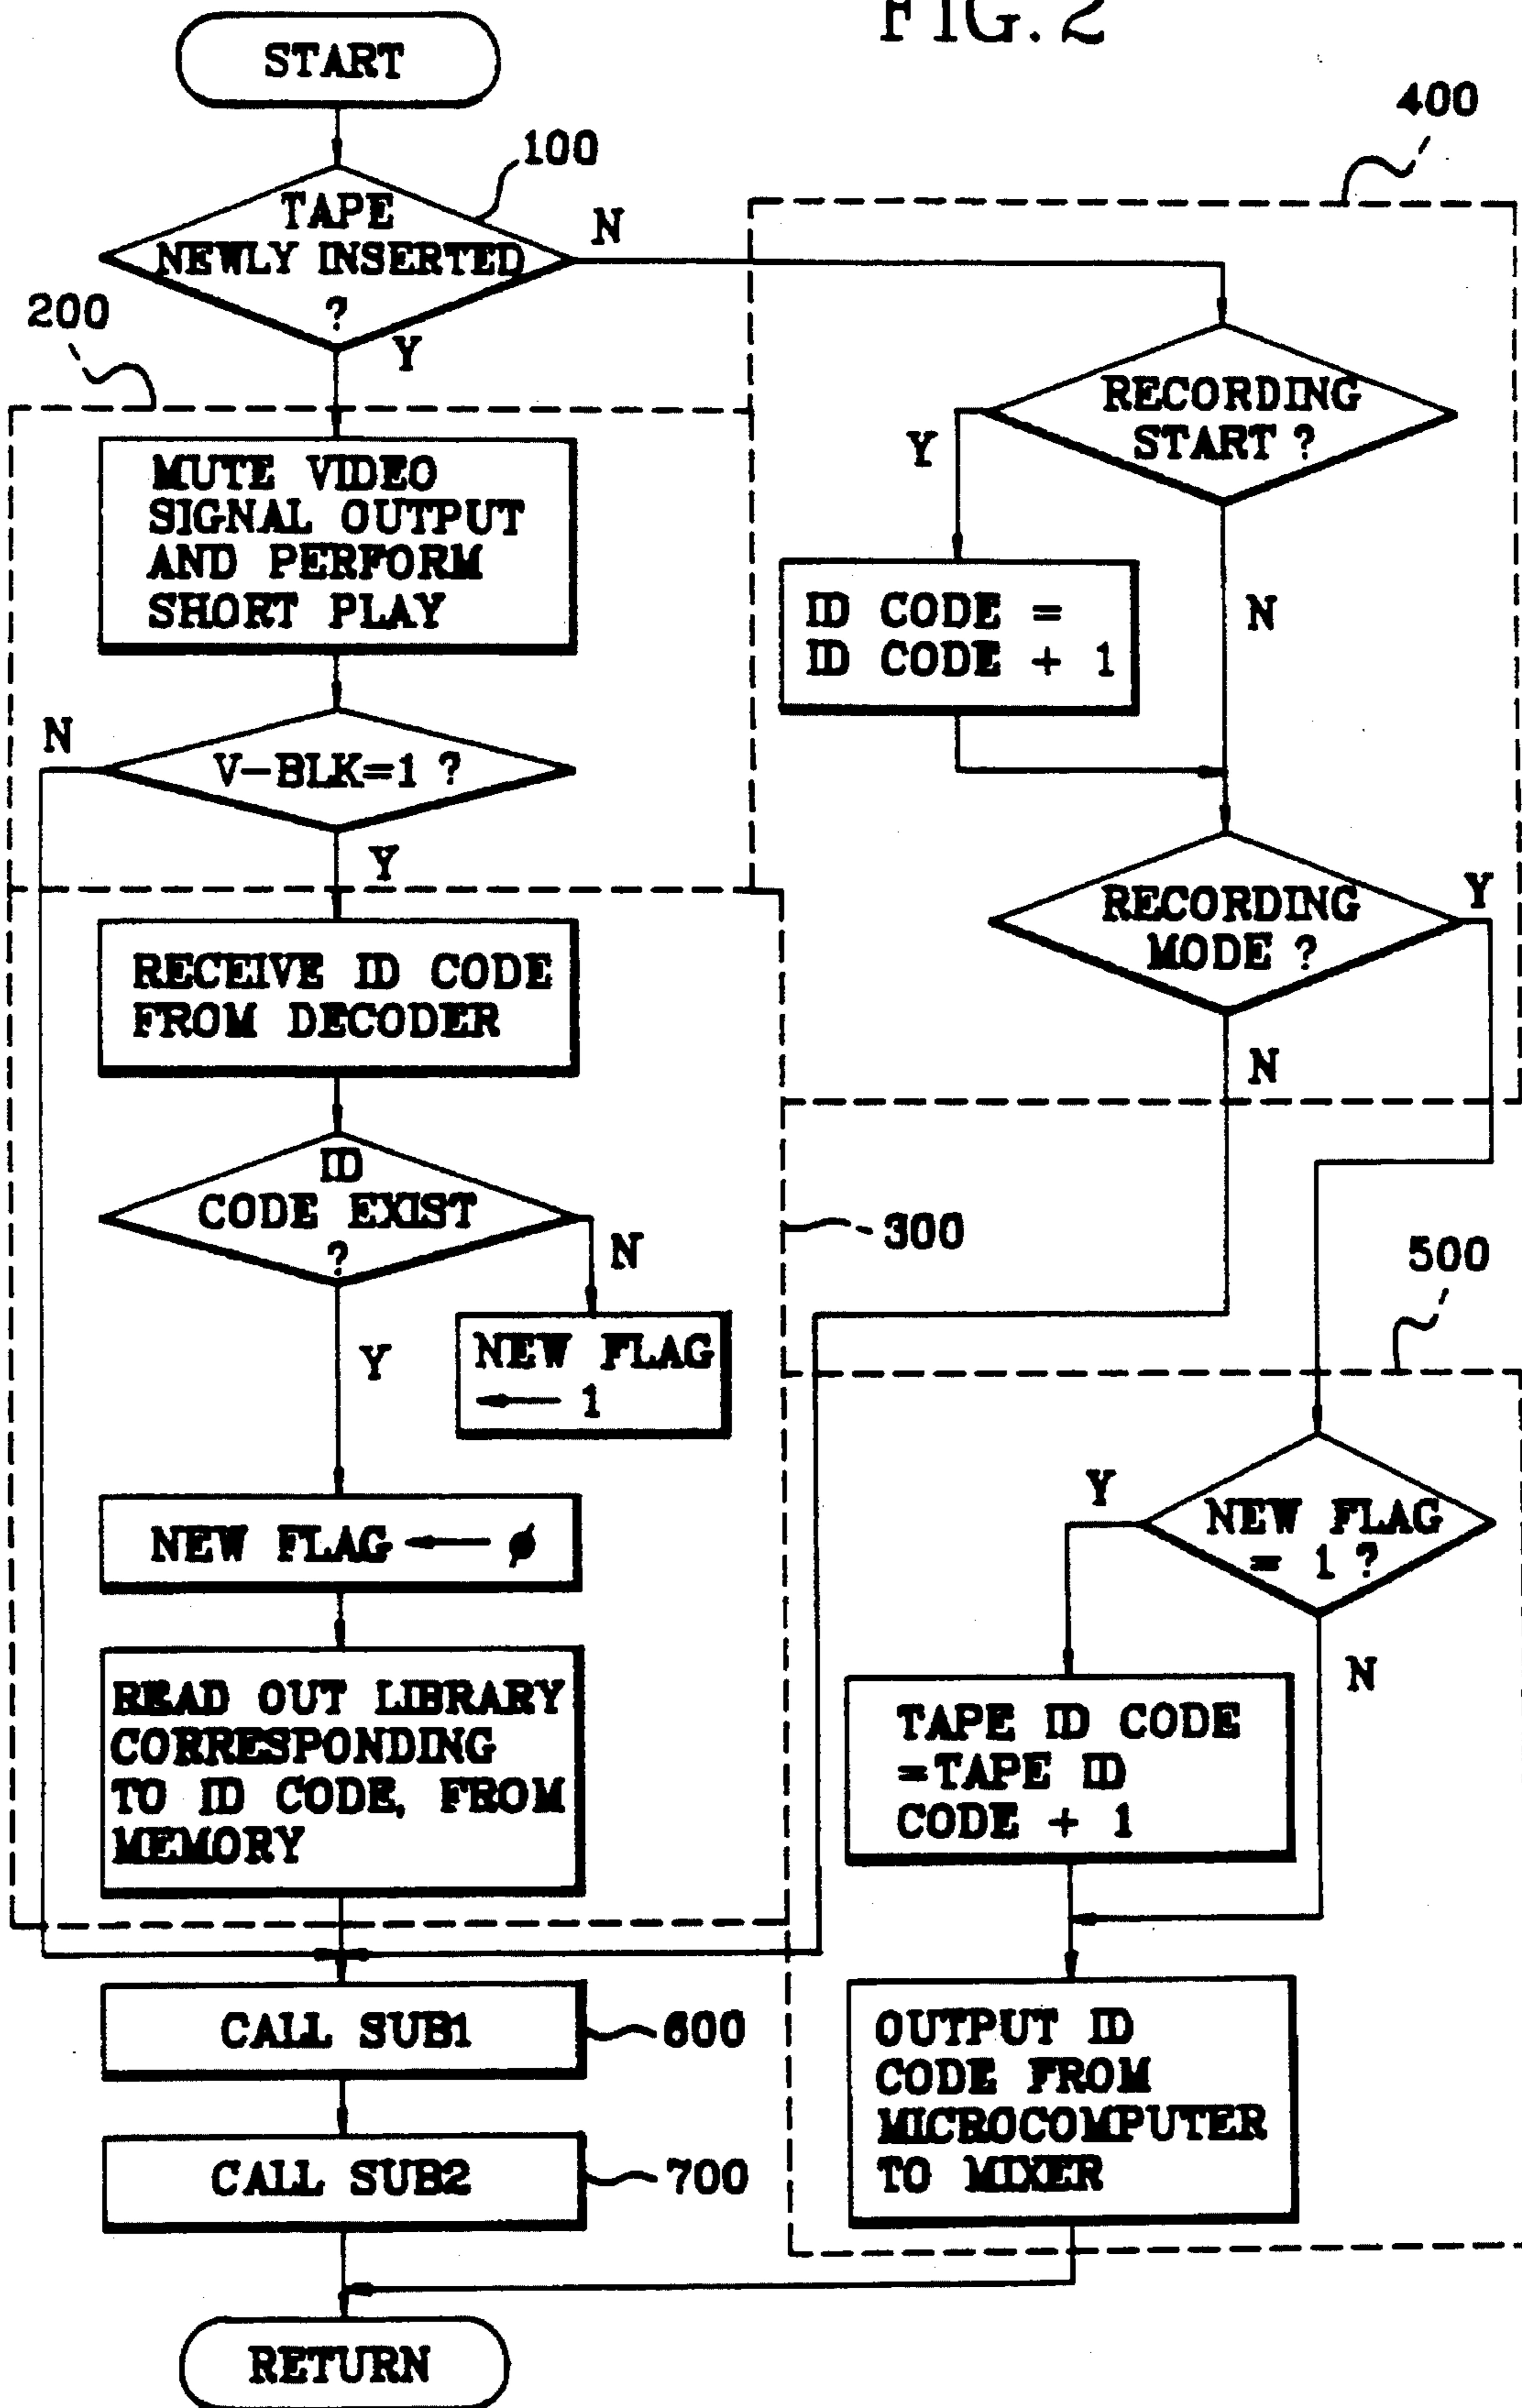 FIG. 2
START
100
TAPE
NEWLY INSERTED
?
N
Y
200
MUTE VIDEO
SIGNAL OUTPUT
AND PERFORM
SHORT PLAY
N
V-BLK=1 ?
Y
RECEIVE ID CODE
FROM DECODER
ID
CODE EXIST
?
N
Y
NEW FLAG
← 1
NEW FLAG ← ∅
READ OUT LIBRARY
CORRESPONDING
TO ID CODE, FROM
MEMORY
300
400
RECORDING
START ?
Y
N
ID CODE =
ID CODE + 1
RECORDING
MODE ?
Y
N
500
NEW FLAG
= 1 ?
Y
N
TAPE ID CODE
=TAPE ID
CODE + 1
OUTPUT ID
CODE FROM
MICROCOMPUTER
TO MIXER
CALL SUB1
600
CALL SUB2
700
RETURN